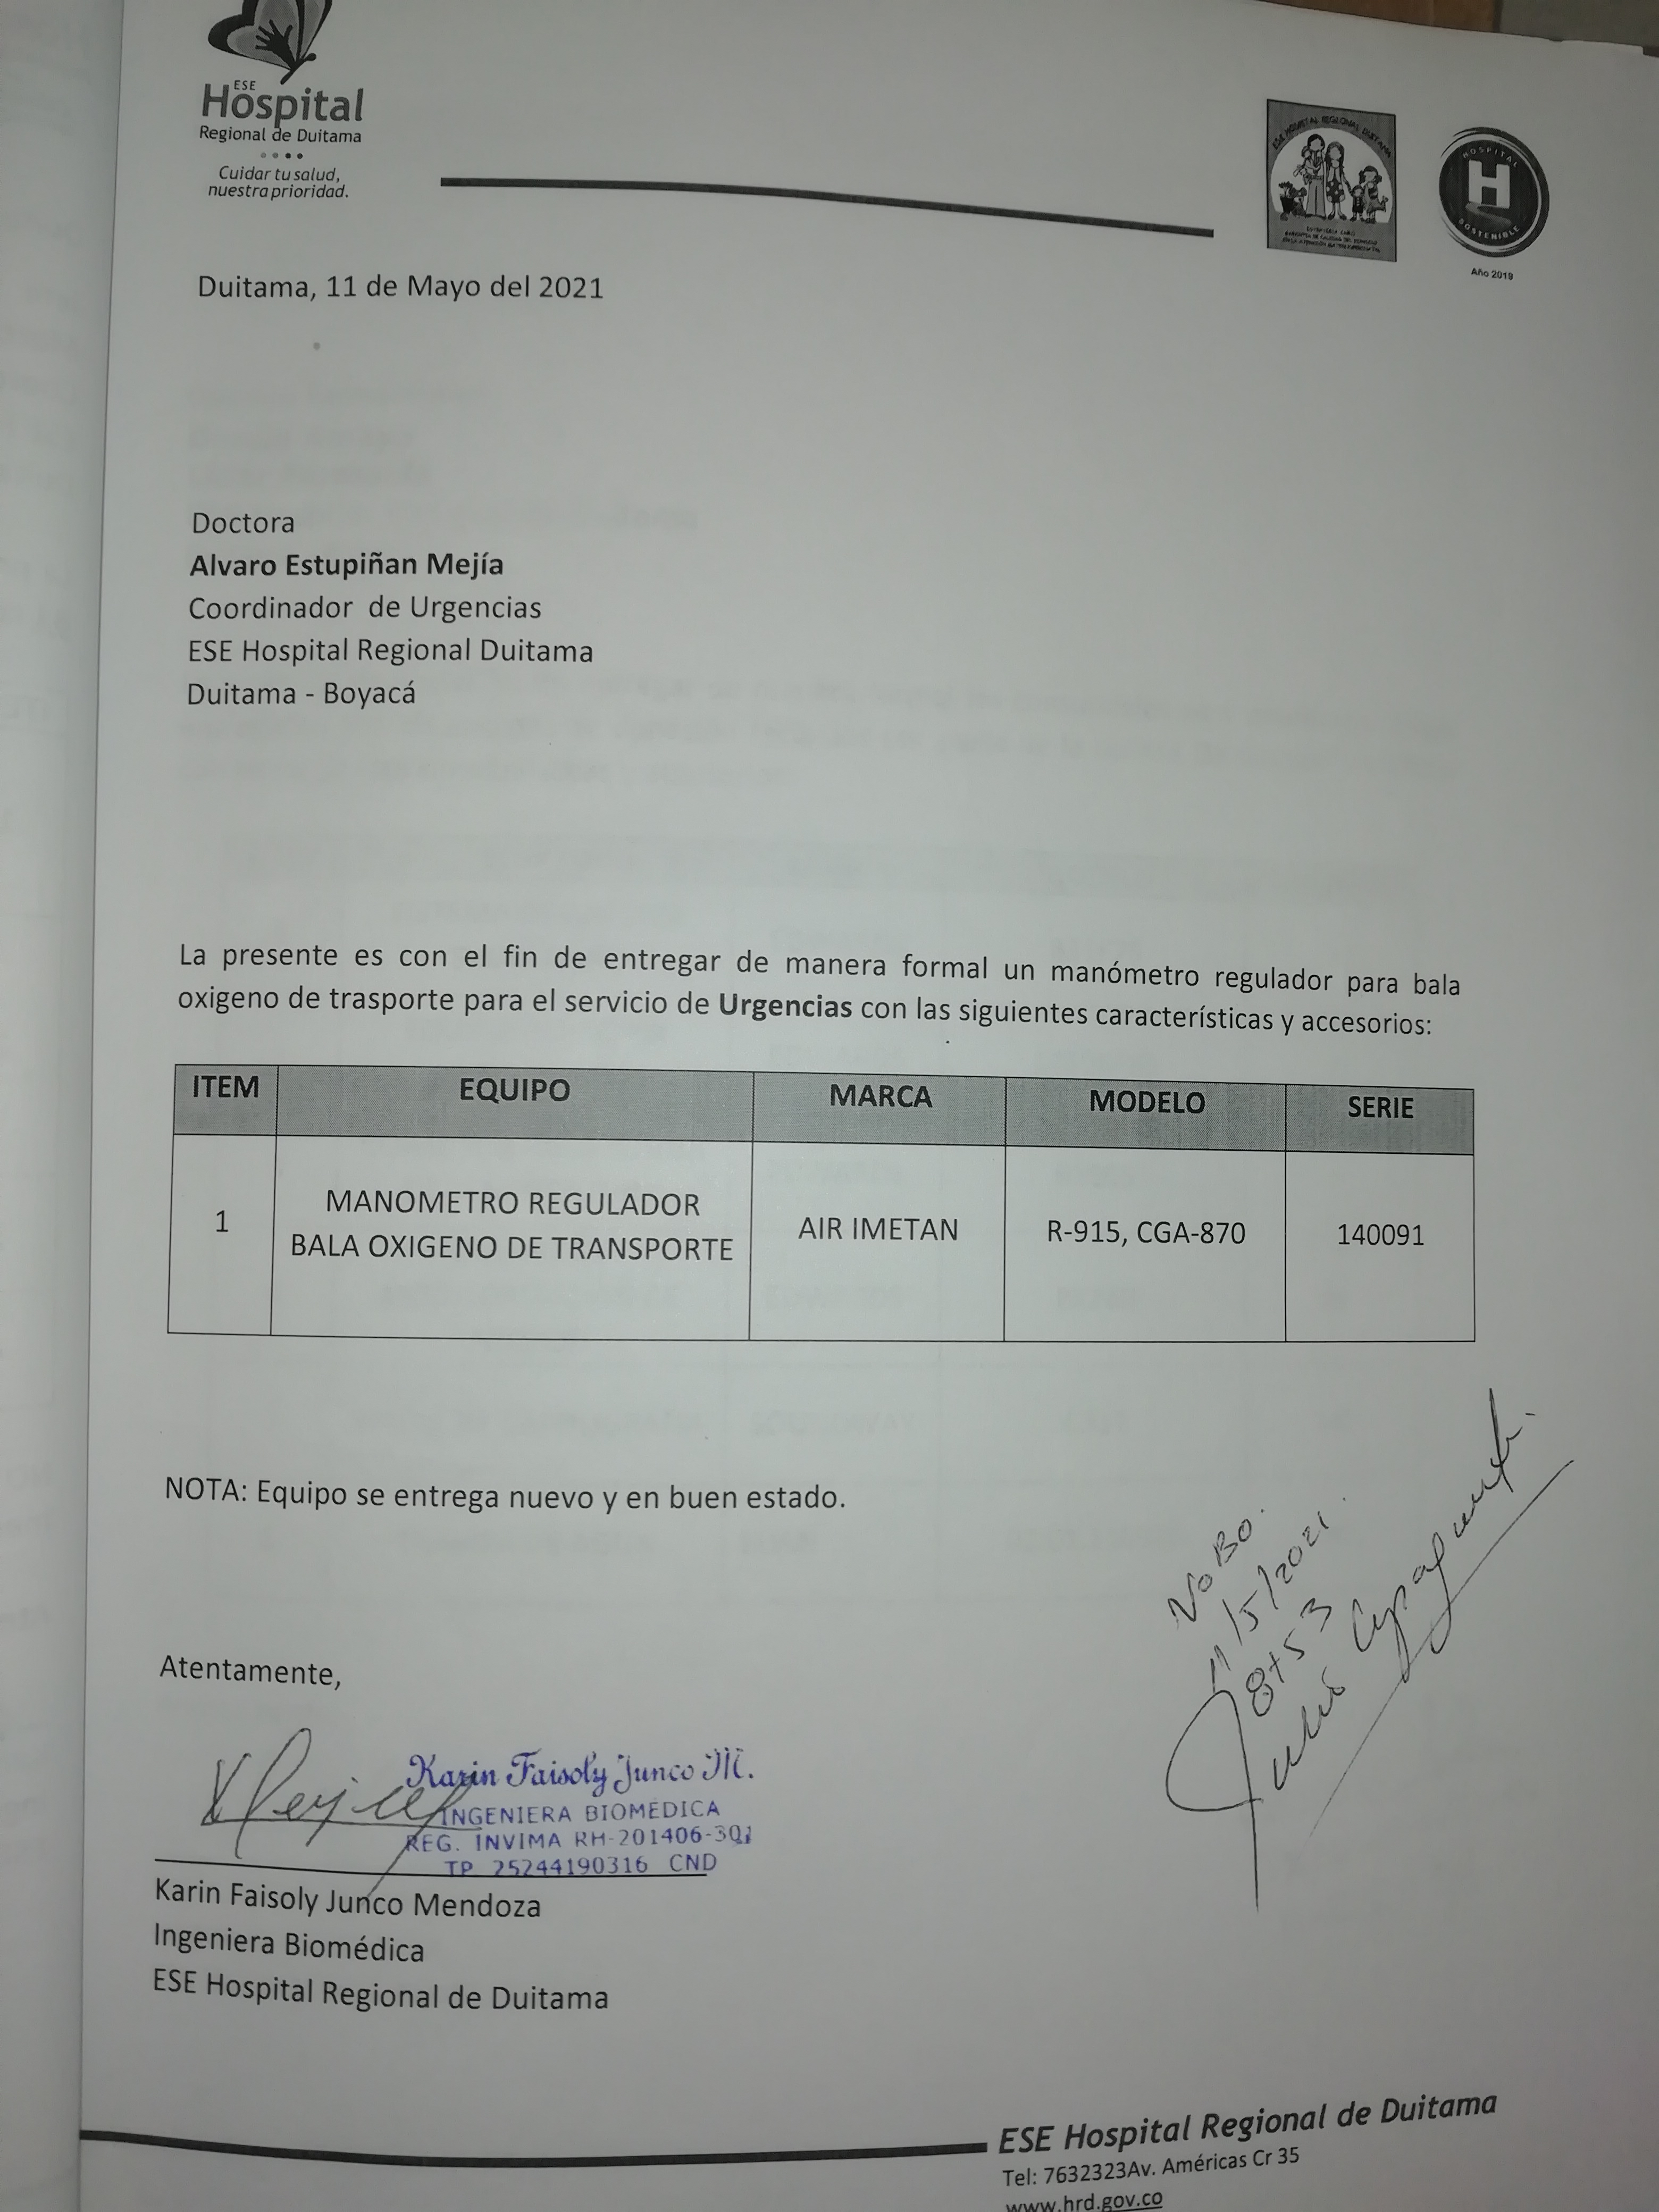 ESE
Hospital
Regional de Duitama
Cuidar tu salud,
nuestra prioridad.
ESE HOSPITAL REGIONAL DUITAMA
HOSPITAL
H
SOSTENIBLE
Año 2019
Duitama, 11 de Mayo del 2021
Doctora
Alvaro Estupiñan Mejía
Coordinador de Urgencias
ESE Hospital Regional Duitama
Duitama - Boyacá
La presente es con el fin de entregar de manera formal un manómetro regulador para bala
oxigeno de trasporte para el servicio de Urgencias con las siguientes características y accesorios:
ITEM EQUIPO MARCA MODELO SERIE
1 MANOMETRO REGULADOR BALA OXIGENO DE TRANSPORTE AIR IMETAN R-915, CGA-870 140091
NOTA: Equipo se entrega nuevo y en buen estado.
VoBo.
11/5/2021.
8+53
Julio
Atentamente,
Karin Faisoly Junco M.
INGENIERA BIOMEDICA
REG. INVIMA RH-201406-301
TP 25244190316 CND
Karin Faisoly Junco Mendoza
Ingeniera Biomédica
ESE Hospital Regional de Duitama
ESE Hospital Regional de Duitama
Tel: 7632323Av. Américas Cr 35
www.hrd.gov.co